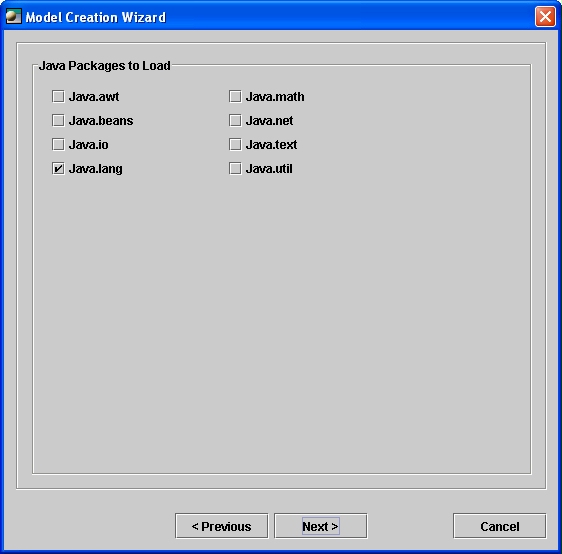 Model Creation Wizard
Java Packages to Load
Java.awt
Java.math
Java.beans
Java.net
Java.io
Java.text
Java.lang
Java.util
< Previous
Next >
Cancel